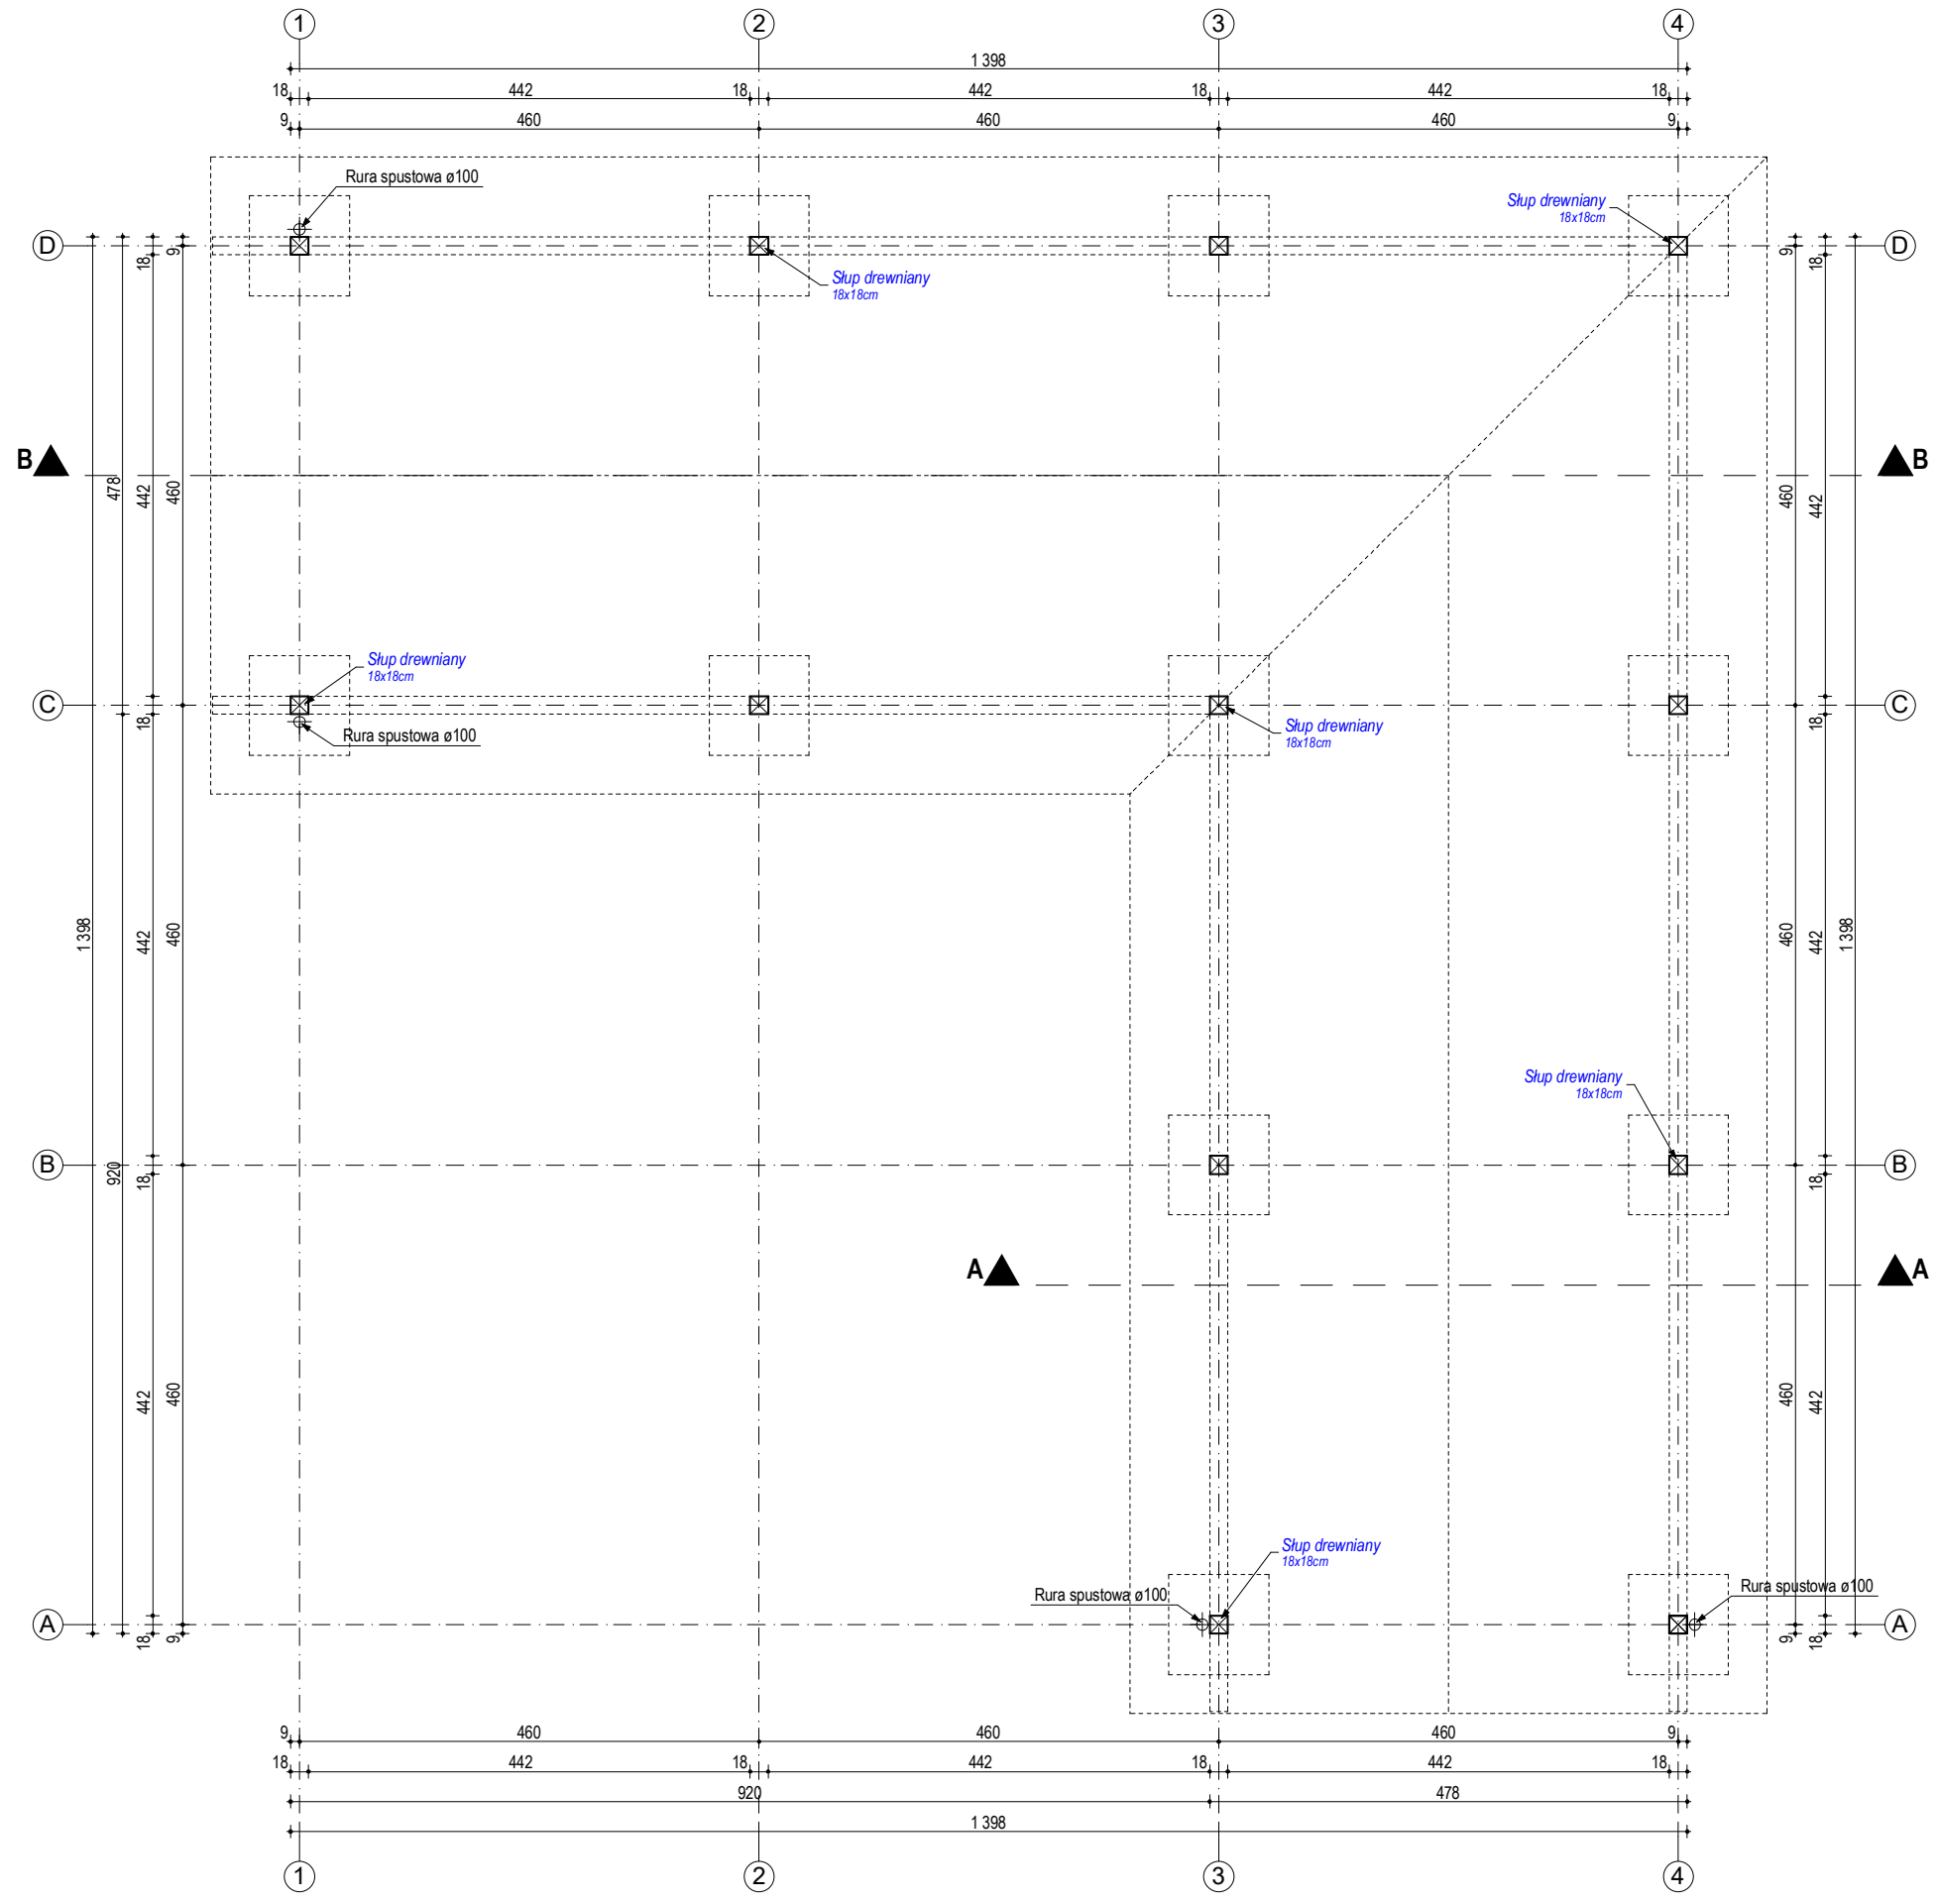 1 2 3 4
1 398
18 442 18 442 18 442 18
9 460 460 460 9
Rura spustowa ø100
Słup drewniany
18x18cm
D 18 9 9 18 D
Słup drewniany
18x18cm
B B
478 442 460 460 442
Słup drewniany
18x18cm
C 18 18 C
Słup drewniany
18x18cm
Rura spustowa ø100
1 398 442 460 460 442 1 398
Słup drewniany
18x18cm
B 920 18 18 B
A A
442 460 460 442
Słup drewniany
18x18cm
Rura spustowa ø100
Rura spustowa ø100
A 18 9 9 18 A
9 460 460 460 9
18 442 18 442 18 442 18
920 478
1 398
1 2 3 4